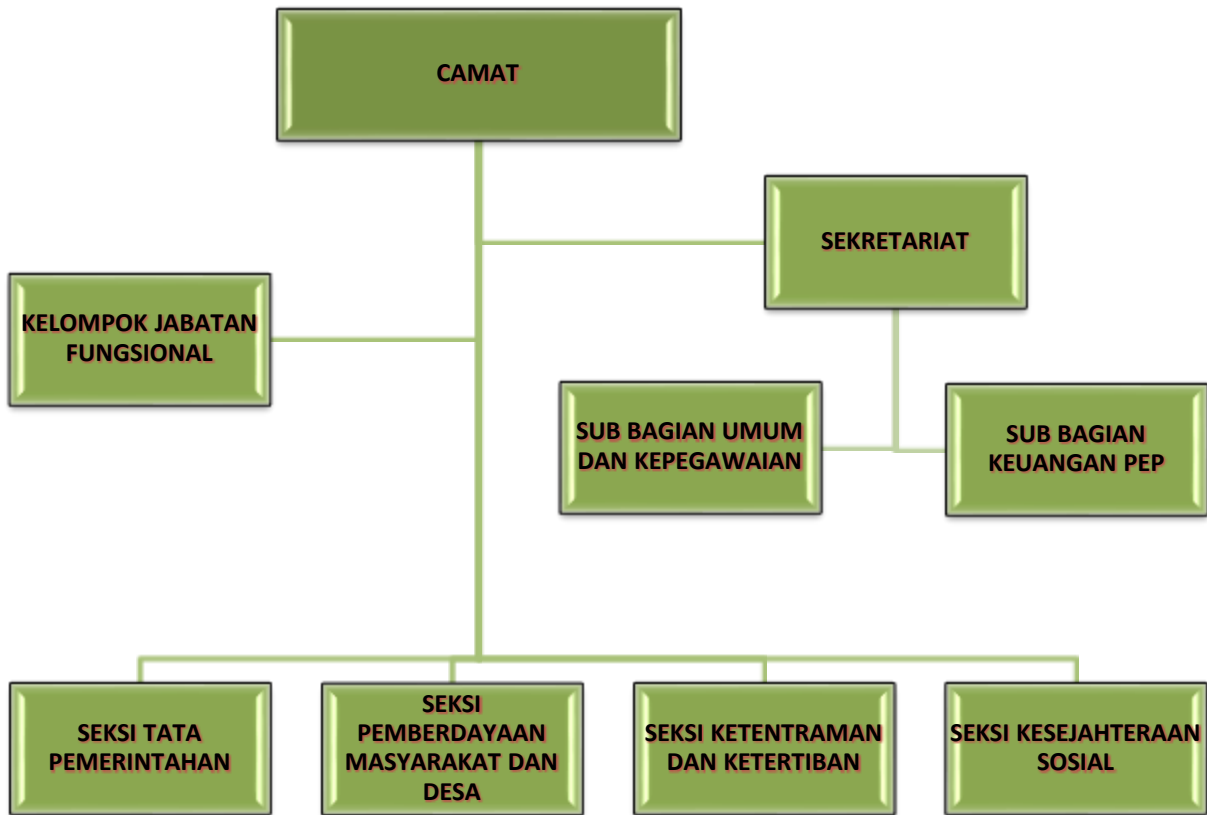 CAMAT
SEKRETARIAT
KELOMPOK JABATAN
FUNGSIONAL
SUB BAGIAN UMUM
DAN KEPEGAWAIAN
SUB BAGIAN
KEUANGAN PEP
SEKSI TATA
PEMERINTAHAN
SEKSI
PEMBERDAYAAN
MASYARAKAT DAN
DESA
SEKSI KETENTRAMAN
DAN KETERTIBAN
SEKSI KESEJAHTERAAN
SOSIAL